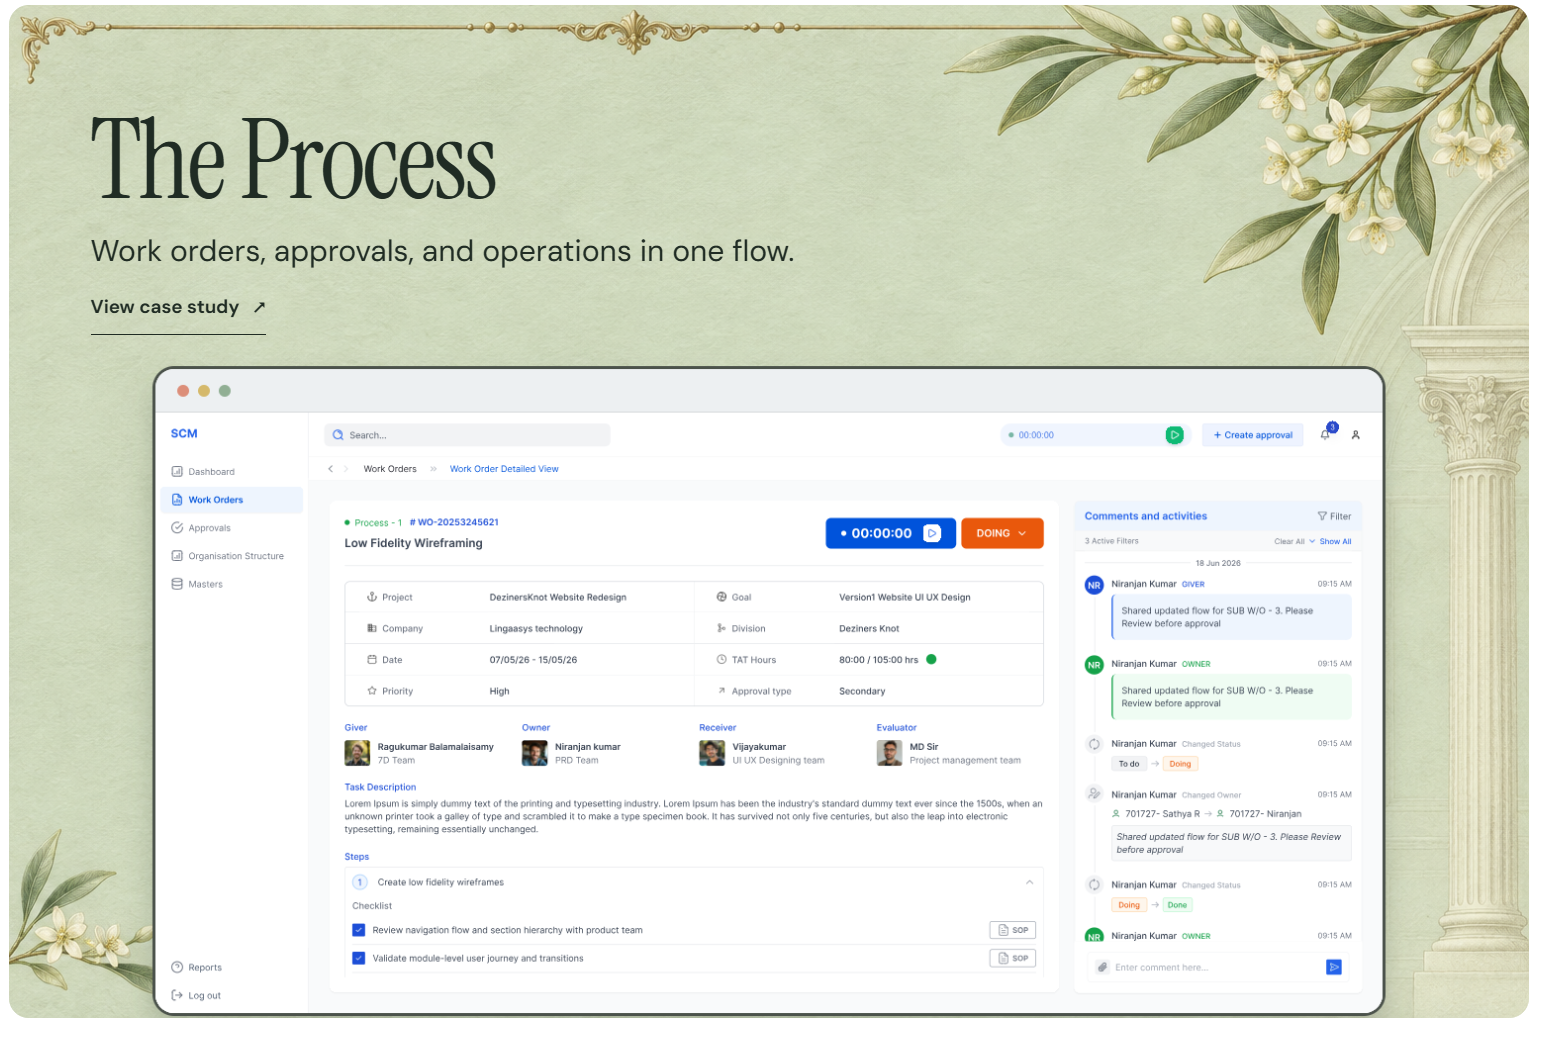 The Process
Work orders, approvals, and operations in one flow.
View case study ↗
SCM
Search...
00:00:00
+ Create approval
3
Dashboard
Work Orders
Approvals
Organisation Structure
Masters
Reports
Log out
Work Orders » Work Order Detailed View
Process - 1 # WO-20253245621
Low Fidelity Wireframing
00:00:00
DOING
Project DezinersKnot Website Redesign Goal Version1 Website UI UX Design
Company Lingaasys technology Division Deziners Knot
Date 07/05/26 - 15/05/26 TAT Hours 80:00 / 105:00 hrs
Priority High Approval type Secondary
Giver Owner Receiver Evaluator
Ragukumar Balamalaisamy Niranjan kumar Vijayakumar MD Sir
7D Team PRD Team UI UX Designing team Project management team
Task Description
Lorem Ipsum is simply dummy text of the printing and typesetting industry. Lorem Ipsum has been the industry's standard dummy text ever since the 1500s, when an
unknown printer took a galley of type and scrambled it to make a type specimen book. It has survived not only five centuries, but also the leap into electronic
typesetting, remaining essentially unchanged.
Steps
1 Create low fidelity wireframes
Checklist
Review navigation flow and section hierarchy with product team SOP
Validate module-level user journey and transitions SOP
Comments and activities Filter
3 Active Filters Clear All Show All
18 Jun 2026
NR Niranjan Kumar GIVER 09:15 AM
Shared updated flow for SUB W/O - 3. Please
Review before approval
NR Niranjan Kumar OWNER 09:15 AM
Shared updated flow for SUB W/O - 3. Please
Review before approval
Niranjan Kumar Changed Status 09:15 AM
To do → Doing
Niranjan Kumar Changed Owner 09:15 AM
701727- Sathya R → 701727- Niranjan
Shared updated flow for SUB W/O - 3. Please Review
before approval
Niranjan Kumar Changed Status 09:15 AM
Doing → Done
NR Niranjan Kumar OWNER 09:15 AM
Enter comment here...